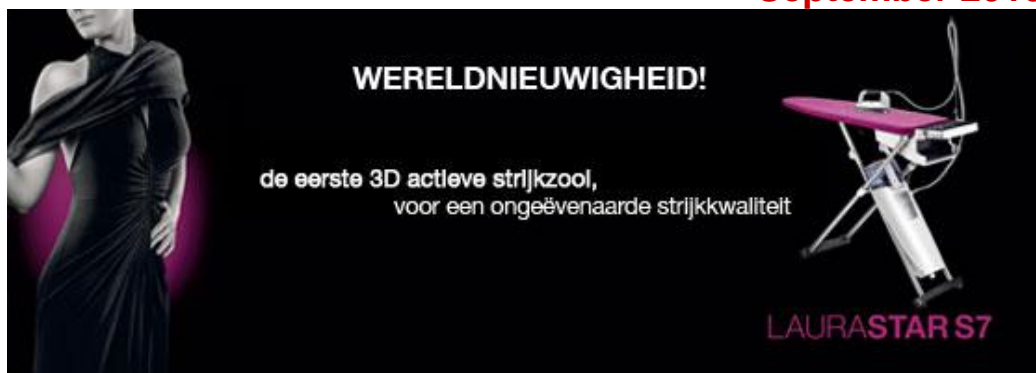 WERELDNIEUWIGHEID!
de eerste 3D actieve strijkzool,
voor een ongeëvenaarde strijkkwaliteit
LAURASTAR S7